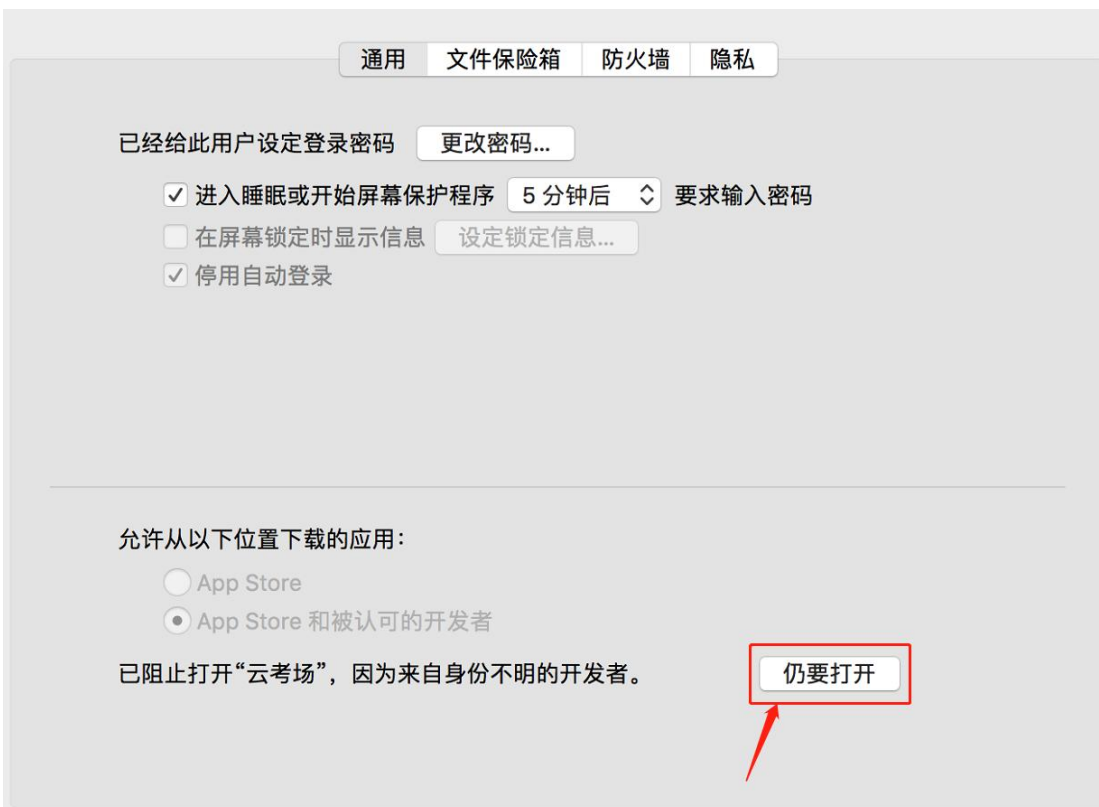 通用 文件保险箱 防火墙 隐私
已经给此用户设定登录密码 更改密码...
进入睡眠或开始屏幕保护程序 5 分钟后 要求输入密码
在屏幕锁定时显示信息 设定锁定信息...
停用自动登录
允许从以下位置下载的应用：
App Store
App Store 和被认可的开发者
已阻止打开“云考场”，因为来自身份不明的开发者。 仍要打开